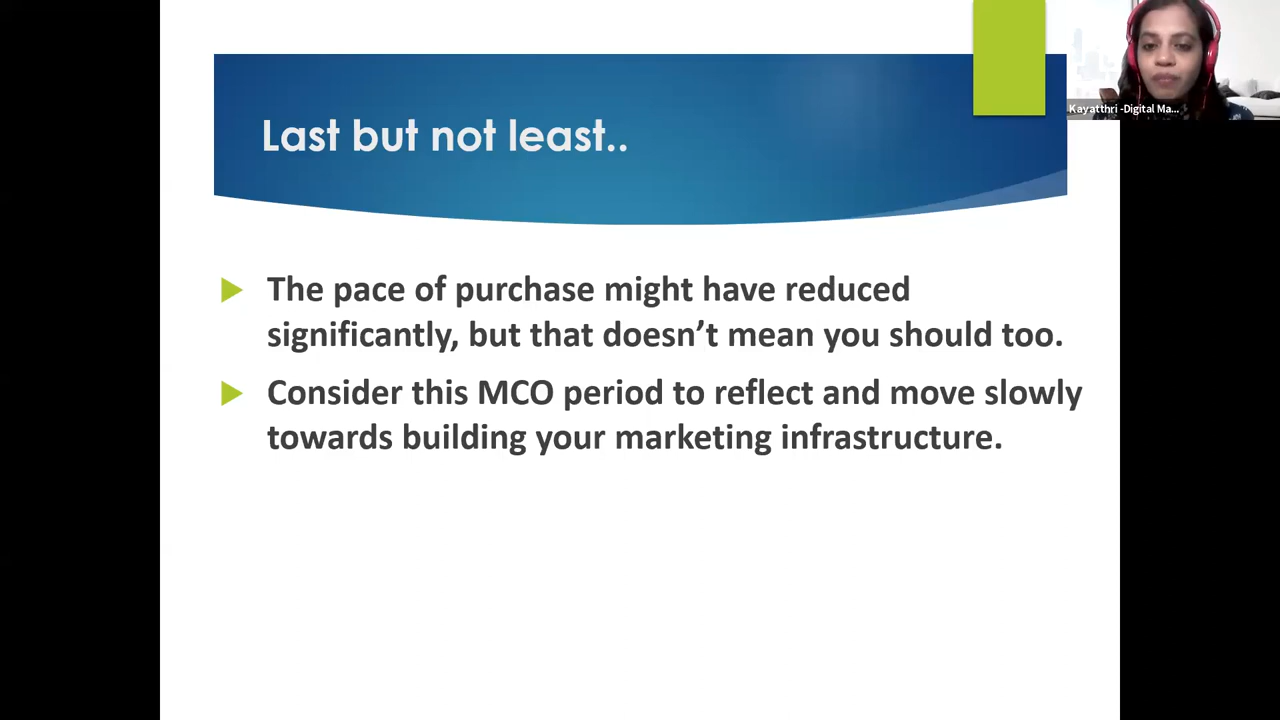 Last but not least..
Kayatthri -Digital Ma...
The pace of purchase might have reduced
significantly, but that doesn’t mean you should too.
Consider this MCO period to reflect and move slowly
towards building your marketing infrastructure.